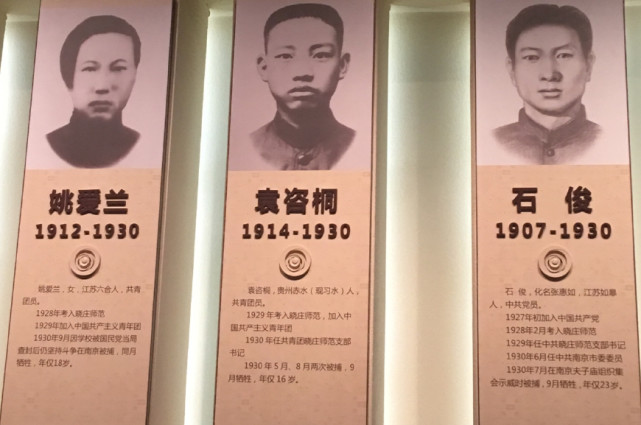 姚爱兰
1912-1930
姚爱兰，女，江苏六合人，共青
团员。
1928年考入晓庄师范
1929年加入中国共产主义青年团
1930年9月因学校被国民党当局
查封后仍坚持斗争在南京被捕，同月
牺牲，年仅18岁。
袁咨桐
1914-1930
袁咨桐，贵州赤水（现习水）人，
共青团员。
1929年考入晓庄师范，加入中
国共产主义青年团
1930年任共青团晓庄师范支部
书记
1930年5月、8月两次被捕，9
月牺牲，年仅16岁。
石俊
1907-1930
石俊，化名张惠如，江苏如皋
人，中共党员。
1927年初加入中国共产党
1928年2月考入晓庄师范
1929年任中共晓庄师范支部书记
1930年6月任中共南京市委委员
1930年7月在南京夫子庙组织集
会示威时被捕，9月牺牲，年仅23岁。